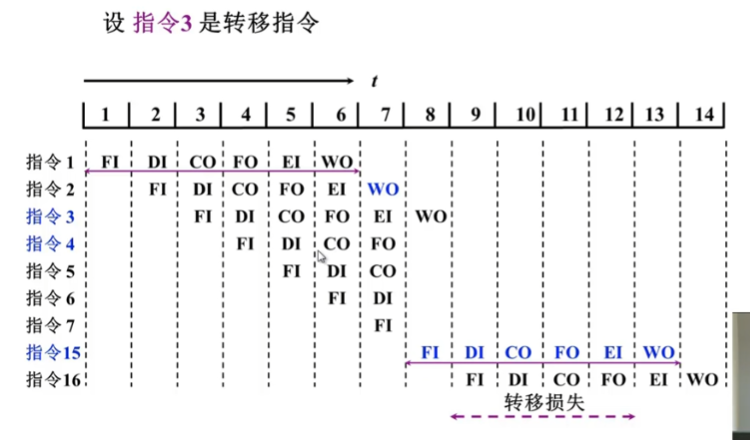 设 指令3 是转移指令
t
1 2 3 4 5 6 7 8 9 10 11 12 13 14
指令 1 FI DI CO FO EI WO
指令 2 FI DI CO FO EI WO
指令 3 FI DI CO FO EI WO
指令 4 FI DI CO FO
指令 5 FI DI CO
指令 6 FI DI
指令 7 FI
指令15 FI DI CO FO EI WO
指令16 FI DI CO FO EI WO
转移损失